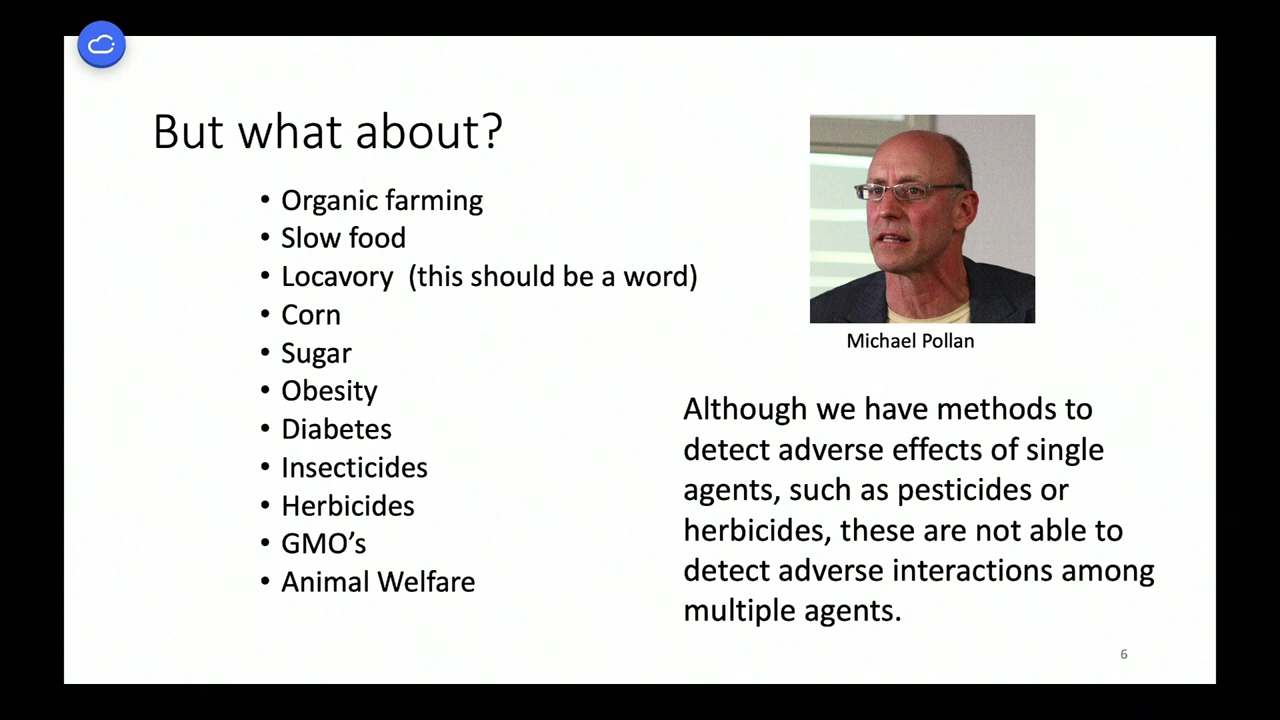 But what about?
• Organic farming
• Slow food
• Locavory (this should be a word)
• Corn
• Sugar
• Obesity
• Diabetes
• Insecticides
• Herbicides
• GMO’s
• Animal Welfare
Michael Pollan
Although we have methods to
detect adverse effects of single
agents, such as pesticides or
herbicides, these are not able to
detect adverse interactions among
multiple agents.
6